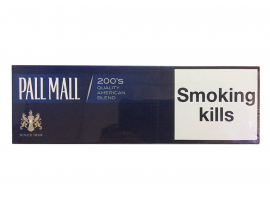 PALL MALL
200's
QUALITY
AMERICAN
BLEND
Smoking
kills